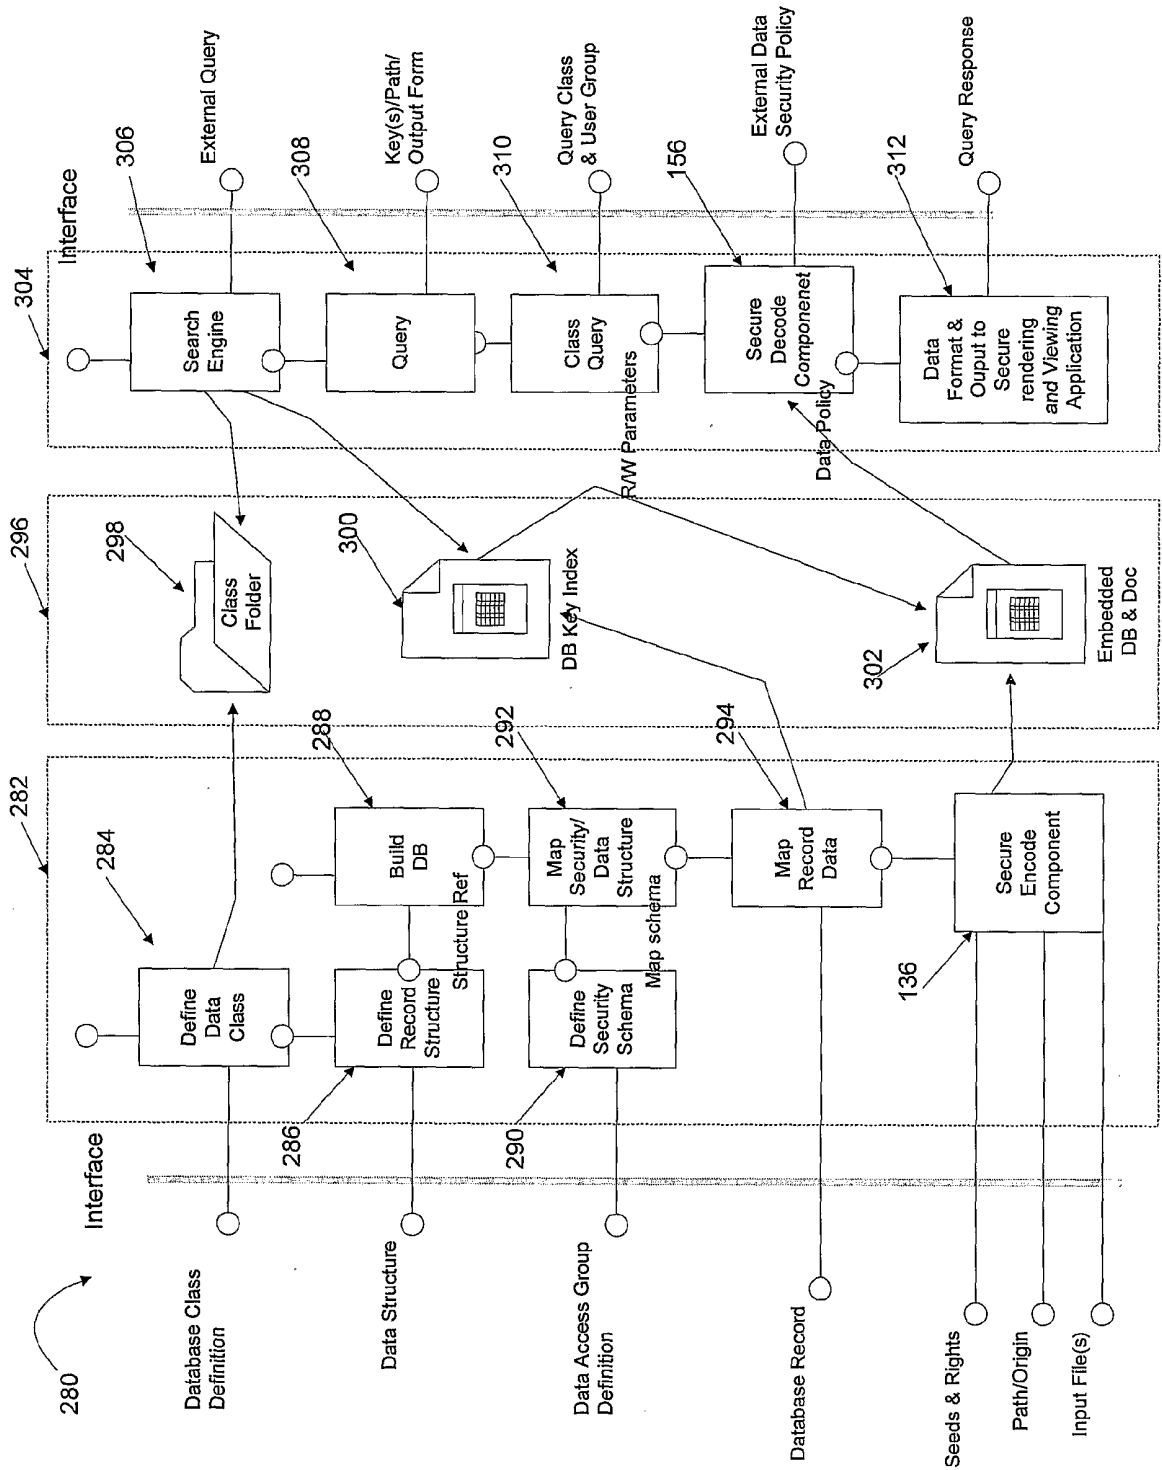 280
Interface
Database Class
Definition
Data Structure
Data Access Group
Definition
Database Record
Seeds & Rights
Path/Origin
Input File(s)
282
284
Define
Data
Class
286
Define
Record
Structure
288
Build
DB
Structure Ref
290
Define
Security
Schema
292
Map
Security/
Data
Structure
Map schema
294
Map
Record
Data
136
Secure
Encode
Component
296
298
Class
Folder
300
DB Key Index
302
Embedded
DB & Doc
304
Interface
306
Search
Engine
External Query
308
Query
Key(s)/Path/
Output Form
310
Class
Query
Query Class
& User Group
R/W Parameters
156
Secure
Decode
Componenet
External Data
Security Policy
Data Policy
312
Data
Format &
Ouput to
Secure
rendering
and Viewing
Application
Query Response